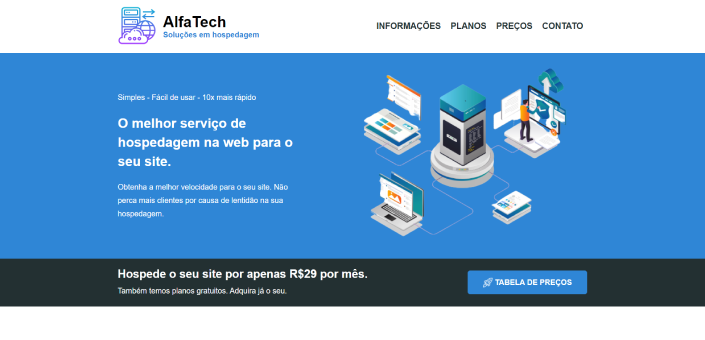 AlfaTech
Soluções em hospedagem
INFORMAÇÕES PLANOS PREÇOS CONTATO
Simples - Fácil de usar - 10x mais rápido
O melhor serviço de
hospedagem na web para o
seu site.
Obtenha a melhor velocidade para o seu site. Não
perca mais clientes por causa de lentidão na sua
hospedagem.
Hospede o seu site por apenas R$29 por mês.
Também temos planos gratuitos. Adquira já o seu.
TABELA DE PREÇOS